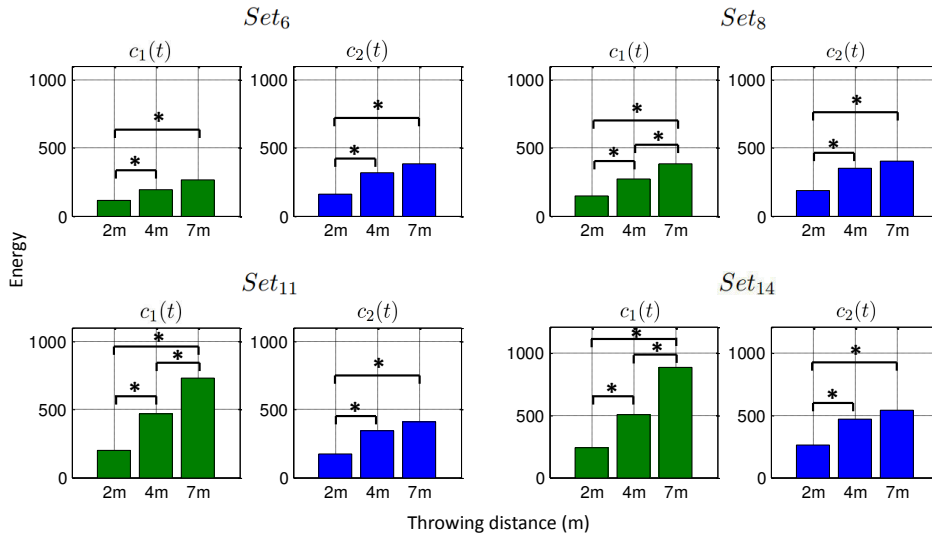 Set₆ Set₈
c₁(t) c₂(t) c₁(t) c₂(t)
1000 1000 1000 1000
* * * *
* * * * *
500 500 500 500
0 0 0 0
2m 4m 7m 2m 4m 7m 2m 4m 7m 2m 4m 7m
Energy
Set₁₁ Set₁₄
c₁(t) c₂(t) c₁(t) c₂(t)
1000 1000 1000 1000
* * * *
* * * * * *
500 500 500 500
0 0 0 0
2m 4m 7m 2m 4m 7m 2m 4m 7m 2m 4m 7m
Throwing distance (m)